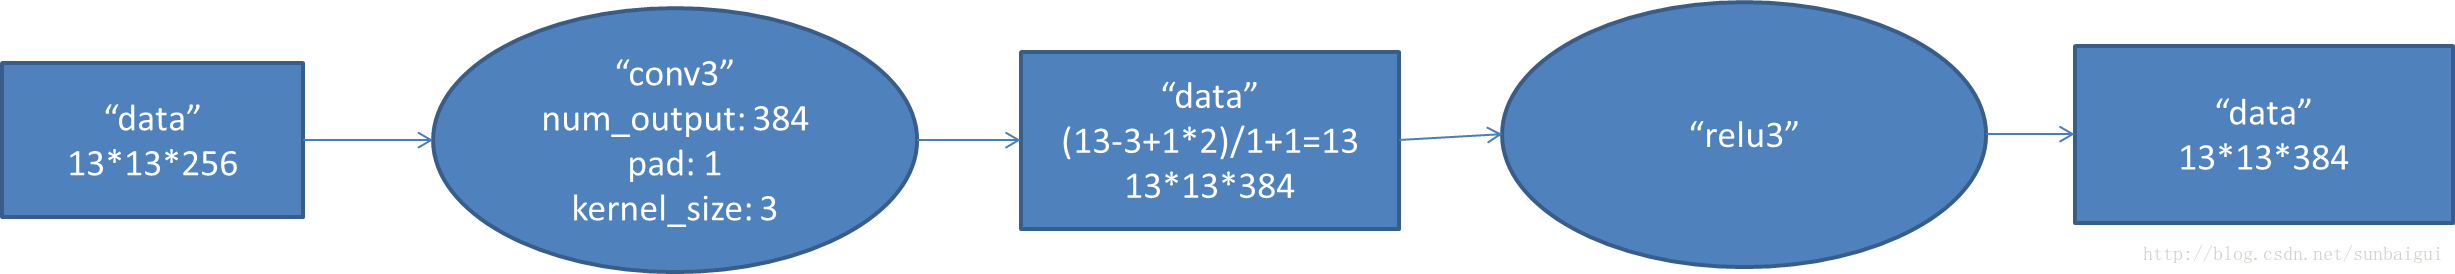 “data”
13*13*256
“conv3”
num_output: 384
pad: 1
kernel_size: 3
“data”
(13-3+1*2)/1+1=13
13*13*384
“relu3”
“data”
13*13*384
http://blog.csdn.net/sunbaigui